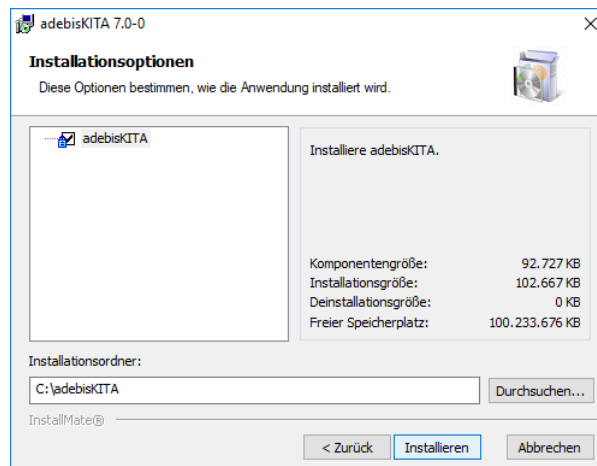 adebisKITA 7.0-0
Installationsoptionen
Diese Optionen bestimmen, wie die Anwendung installiert wird.
adebisKITA
Installiere adebisKITA.
Komponentengröße: 92.727 KB
Installationsgröße: 102.667 KB
Deinstallationsgröße: 0 KB
Freier Speicherplatz: 100.233.676 KB
Installationsordner:
C:\adebisKITA
Durchsuchen...
InstallMate®
< Zurück Installieren Abbrechen